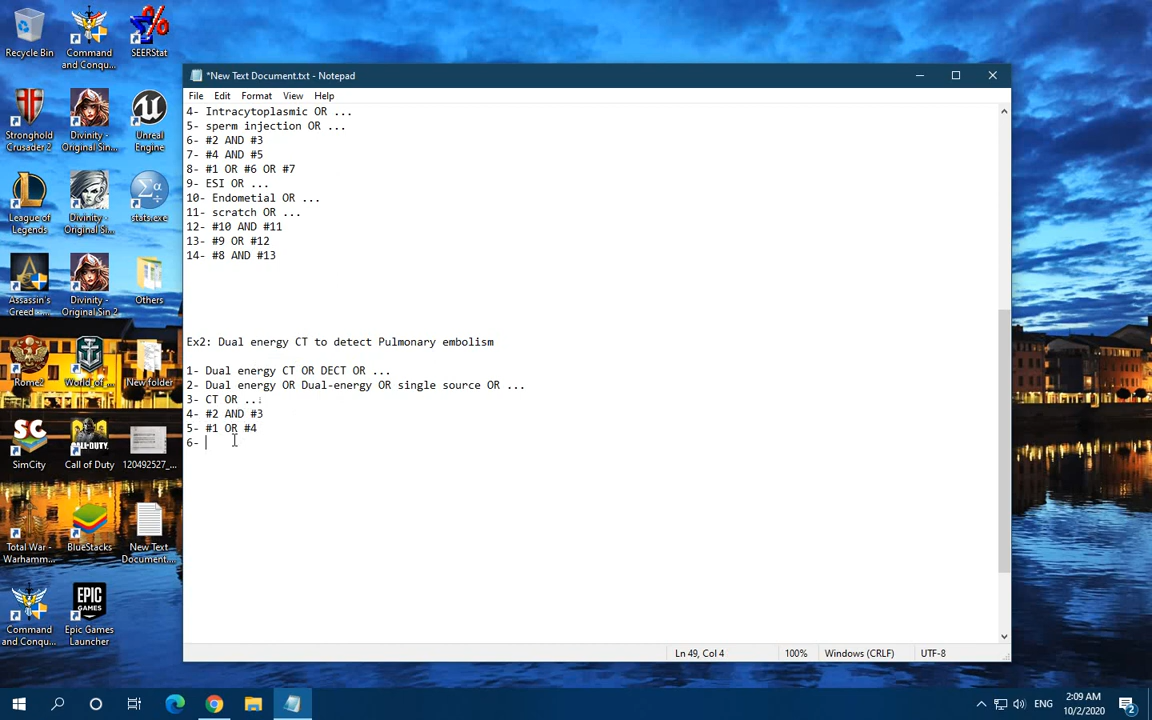 Recycle Bin
Command
and Conqu...
SEERStat
Stronghold
Crusader 2
Divinity -
Original Sin...
Unreal
Engine
League of
Legends
Divinity -
Original Si...
stats.exe
Assassin's
Creed -...
Divinity -
Original Sin 2
Others
Rome2
World of ...
New folder
SimCity
Call of Duty
120492527_...
Total War -
Warhamm...
BlueStacks
New Text
Document....
Command
and Conqu...
EPIC
GAMES
Epic Games
Launcher
*New Text Document.txt - Notepad
File Edit Format View Help
4- Intracytoplasmic OR ...
5- sperm injection OR ...
6- #2 AND #3
7- #4 AND #5
8- #1 OR #6 OR #7
9- ESI OR ...
10- Endometial OR ...
11- scratch OR ...
12- #10 AND #11
13- #9 OR #12
14- #8 AND #13
Ex2: Dual energy CT to detect Pulmonary embolism
1- Dual energy CT OR DECT OR ...
2- Dual energy OR Dual-energy OR single source OR ...
3- CT OR ...
4- #2 AND #3
5- #1 OR #4
6-
Ln 49, Col 4 100% Windows (CRLF) UTF-8
ENG
2:09 AM
10/2/2020
2